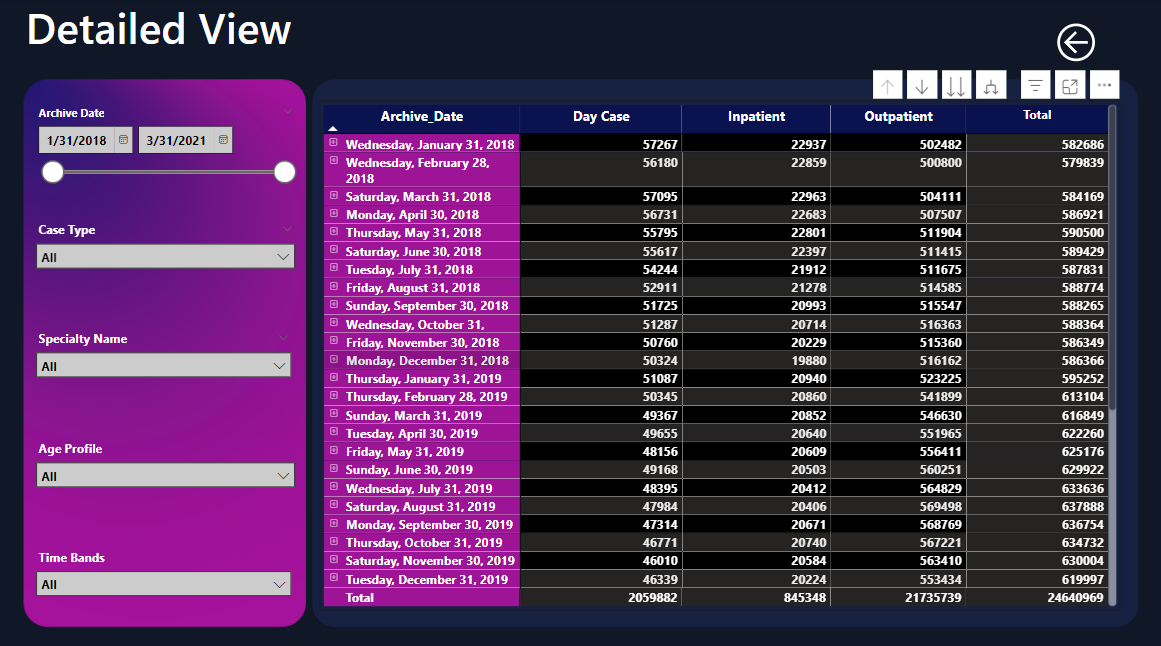 Detailed View
Archive Date
1/31/2018 3/31/2021
Case Type
All
Specialty Name
All
Age Profile
All
Time Bands
All
Archive_Date Day Case Inpatient Outpatient Total
Wednesday, January 31, 2018 57267 22937 502482 582686
Wednesday, February 28, 56180 22859 500800 579839
2018
Saturday, March 31, 2018 57095 22963 504111 584169
Monday, April 30, 2018 56731 22683 507507 586921
Thursday, May 31, 2018 55795 22801 511904 590500
Saturday, June 30, 2018 55617 22397 511415 589429
Tuesday, July 31, 2018 54244 21912 511675 587831
Friday, August 31, 2018 52911 21278 514585 588774
Sunday, September 30, 2018 51725 20993 515547 588265
Wednesday, October 31, 51287 20714 516363 588364
Friday, November 30, 2018 50760 20229 515360 586349
Monday, December 31, 2018 50324 19880 516162 586366
Thursday, January 31, 2019 51087 20940 523225 595252
Thursday, February 28, 2019 50345 20860 541899 613104
Sunday, March 31, 2019 49367 20852 546630 616849
Tuesday, April 30, 2019 49655 20640 551965 622260
Friday, May 31, 2019 48156 20609 556411 625176
Sunday, June 30, 2019 49168 20503 560251 629922
Wednesday, July 31, 2019 48395 20412 564829 633636
Saturday, August 31, 2019 47984 20406 569498 637888
Monday, September 30, 2019 47314 20671 568769 636754
Thursday, October 31, 2019 46771 20740 567221 634732
Saturday, November 30, 2019 46010 20584 563410 630004
Tuesday, December 31, 2019 46339 20224 553434 619997
Total 2059882 845348 21735739 24640969